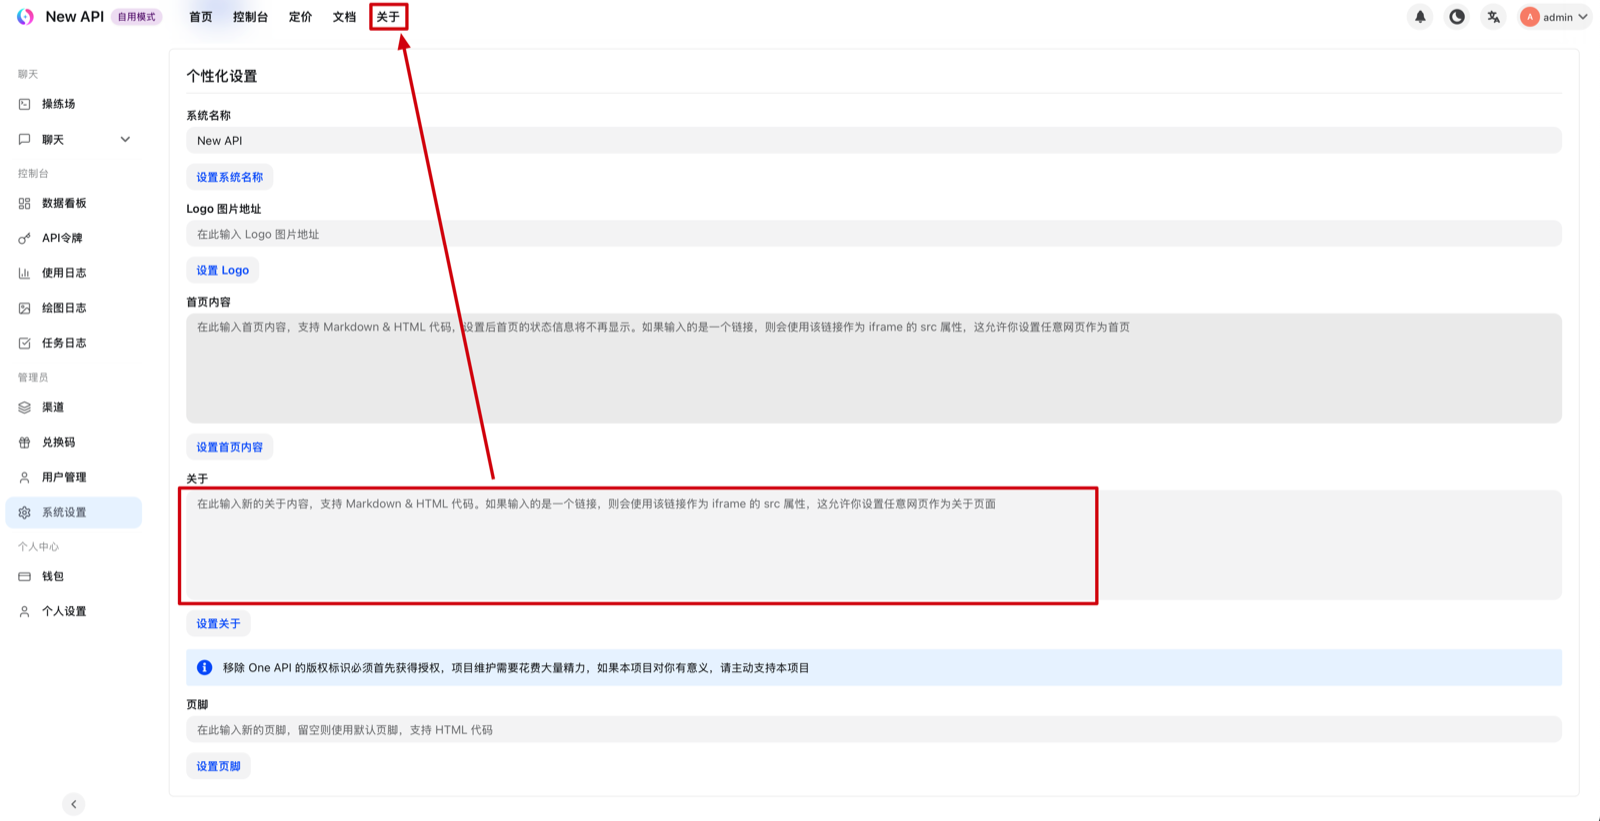 New API 自用模式 首页 控制台 定价 文档 关于 A admin
聊天
操练场
聊天
控制台
数据看板
API令牌
使用日志
绘图日志
任务日志
管理员
渠道
兑换码
用户管理
系统设置
个人中心
钱包
个人设置
个性化设置
系统名称
New API
设置系统名称
Logo 图片地址
在此输入 Logo 图片地址
设置 Logo
首页内容
在此输入首页内容，支持 Markdown & HTML 代码，设置后首页的状态信息将不再显示。如果输入的是一个链接，则会使用该链接作为 iframe 的 src 属性，这允许你设置任意网页作为首页
设置首页内容
关于
在此输入新的关于内容，支持 Markdown & HTML 代码。如果输入的是一个链接，则会使用该链接作为 iframe 的 src 属性，这允许你设置任意网页作为关于页面
设置关于
移除 One API 的版权标识必须首先获得授权，项目维护需要花费大量精力，如果本项目对你有意义，请主动支持本项目
页脚
在此输入新的页脚，留空则使用默认页脚，支持 HTML 代码
设置页脚